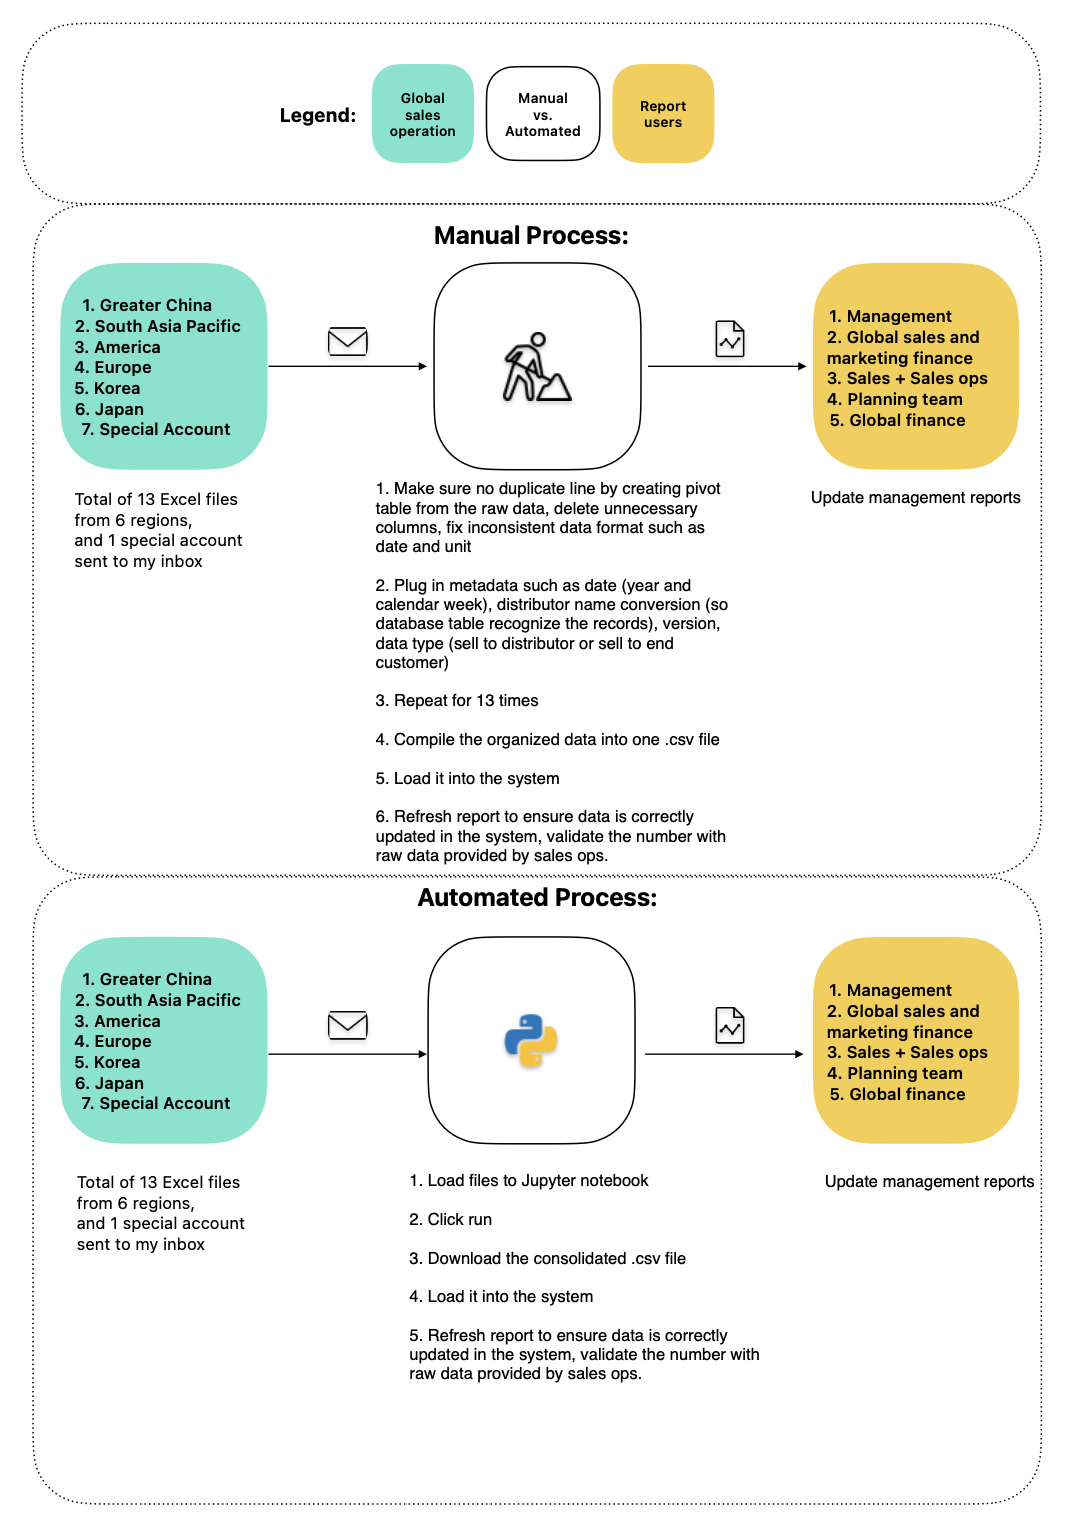 Legend:
Global
sales
operation
Manual
vs.
Automated
Report
users
Manual Process:
1. Greater China
2. South Asia Pacific
3. America
4. Europe
5. Korea
6. Japan
7. Special Account
1. Management
2. Global sales and
marketing finance
3. Sales + Sales ops
4. Planning team
5. Global finance
Total of 13 Excel files
from 6 regions,
and 1 special account
sent to my inbox
1. Make sure no duplicate line by creating pivot
table from the raw data, delete unnecessary
columns, fix inconsistent data format such as
date and unit
2. Plug in metadata such as date (year and
calendar week), distributor name conversion (so
database table recognize the records), version,
data type (sell to distributor or sell to end
customer)
3. Repeat for 13 times
4. Compile the organized data into one .csv file
5. Load it into the system
6. Refresh report to ensure data is correctly
updated in the system, validate the number with
raw data provided by sales ops.
Update management reports
Automated Process:
1. Greater China
2. South Asia Pacific
3. America
4. Europe
5. Korea
6. Japan
7. Special Account
1. Management
2. Global sales and
marketing finance
3. Sales + Sales ops
4. Planning team
5. Global finance
Total of 13 Excel files
from 6 regions,
and 1 special account
sent to my inbox
1. Load files to Jupyter notebook
2. Click run
3. Download the consolidated .csv file
4. Load it into the system
5. Refresh report to ensure data is correctly
updated in the system, validate the number with
raw data provided by sales ops.
Update management reports